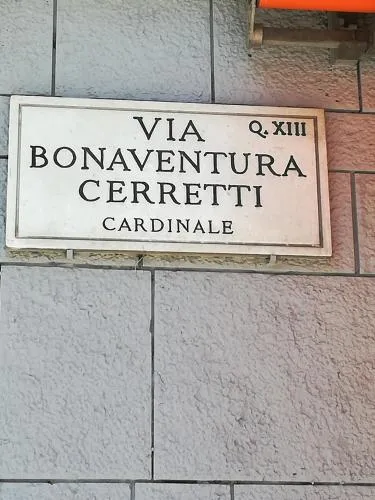 VIA Q. XIII
BONAVENTURA
CERRETTI
CARDINALE